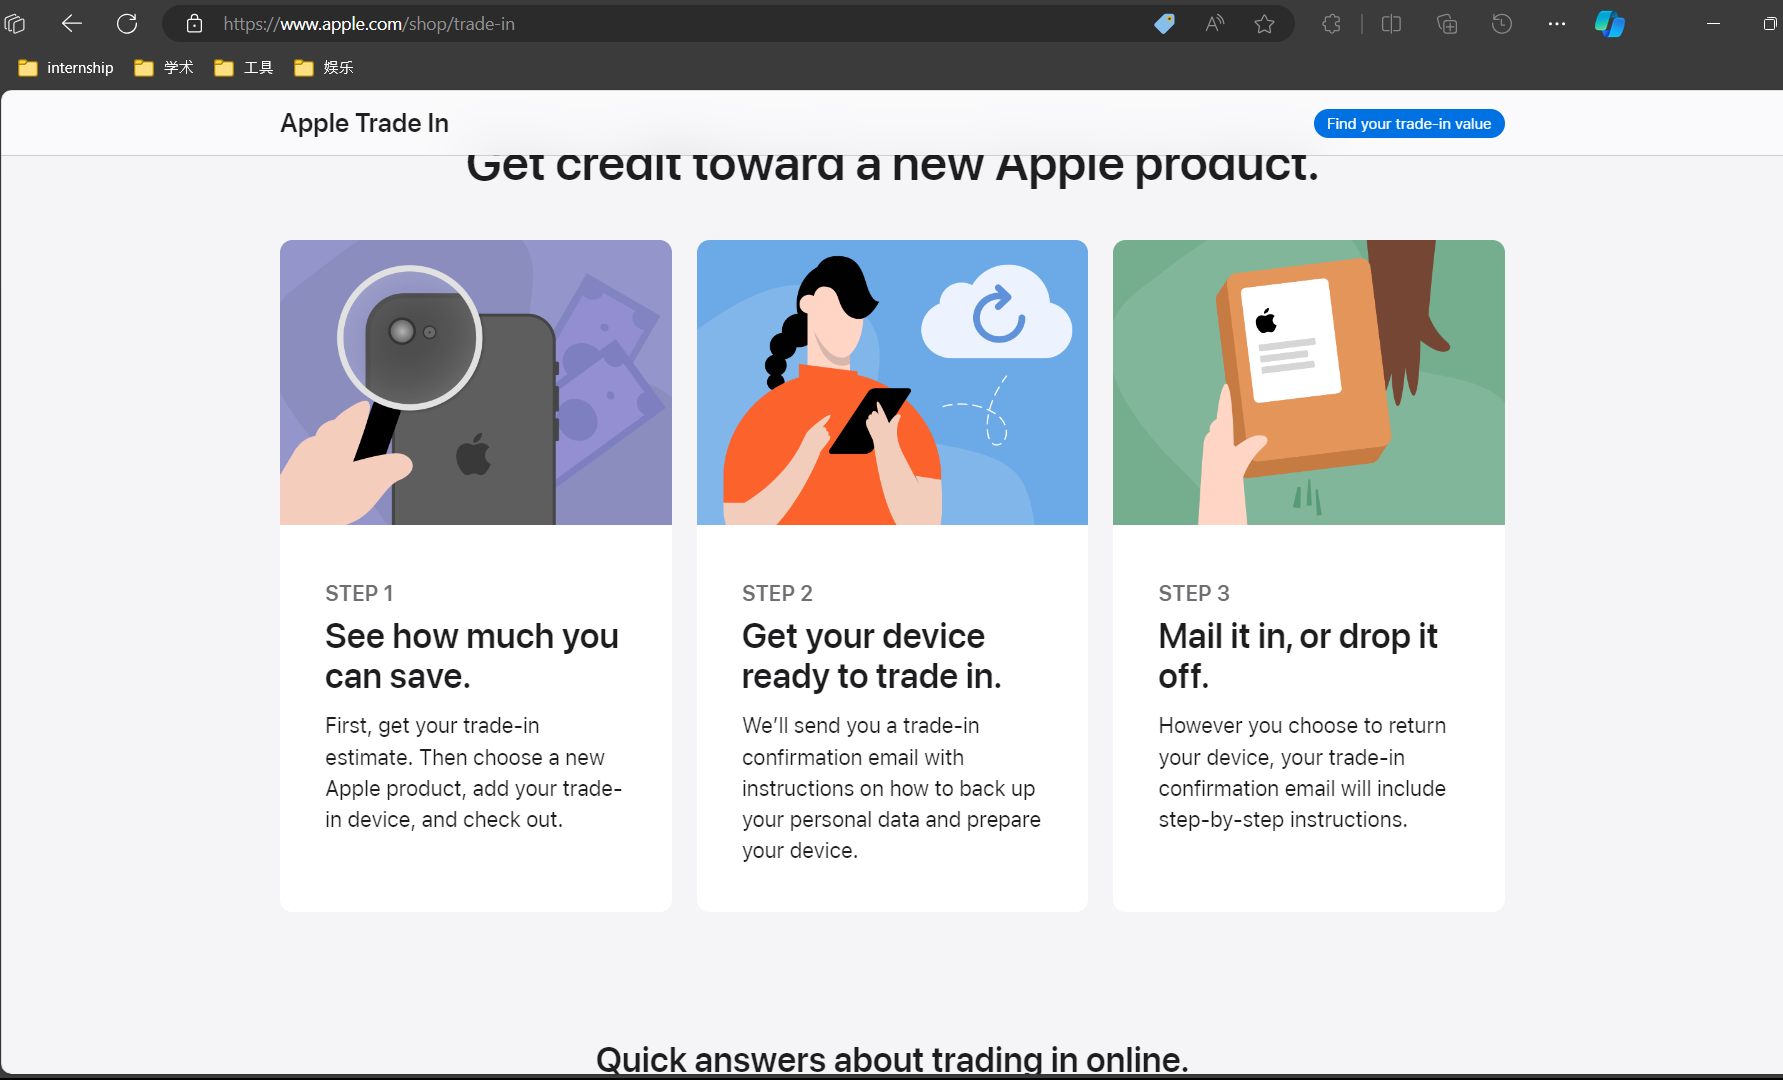 https://www.apple.com/shop/trade-in
internship
学术
工具
娱乐
Apple Trade In
Find your trade-in value
Get credit toward a new Apple product.
STEP 1
See how much you
can save.
First, get your trade-in
estimate. Then choose a new
Apple product, add your trade-
in device, and check out.
STEP 2
Get your device
ready to trade in.
We’ll send you a trade-in
confirmation email with
instructions on how to back up
your personal data and prepare
your device.
STEP 3
Mail it in, or drop it
off.
However you choose to return
your device, your trade-in
confirmation email will include
step-by-step instructions.
Quick answers about trading in online.